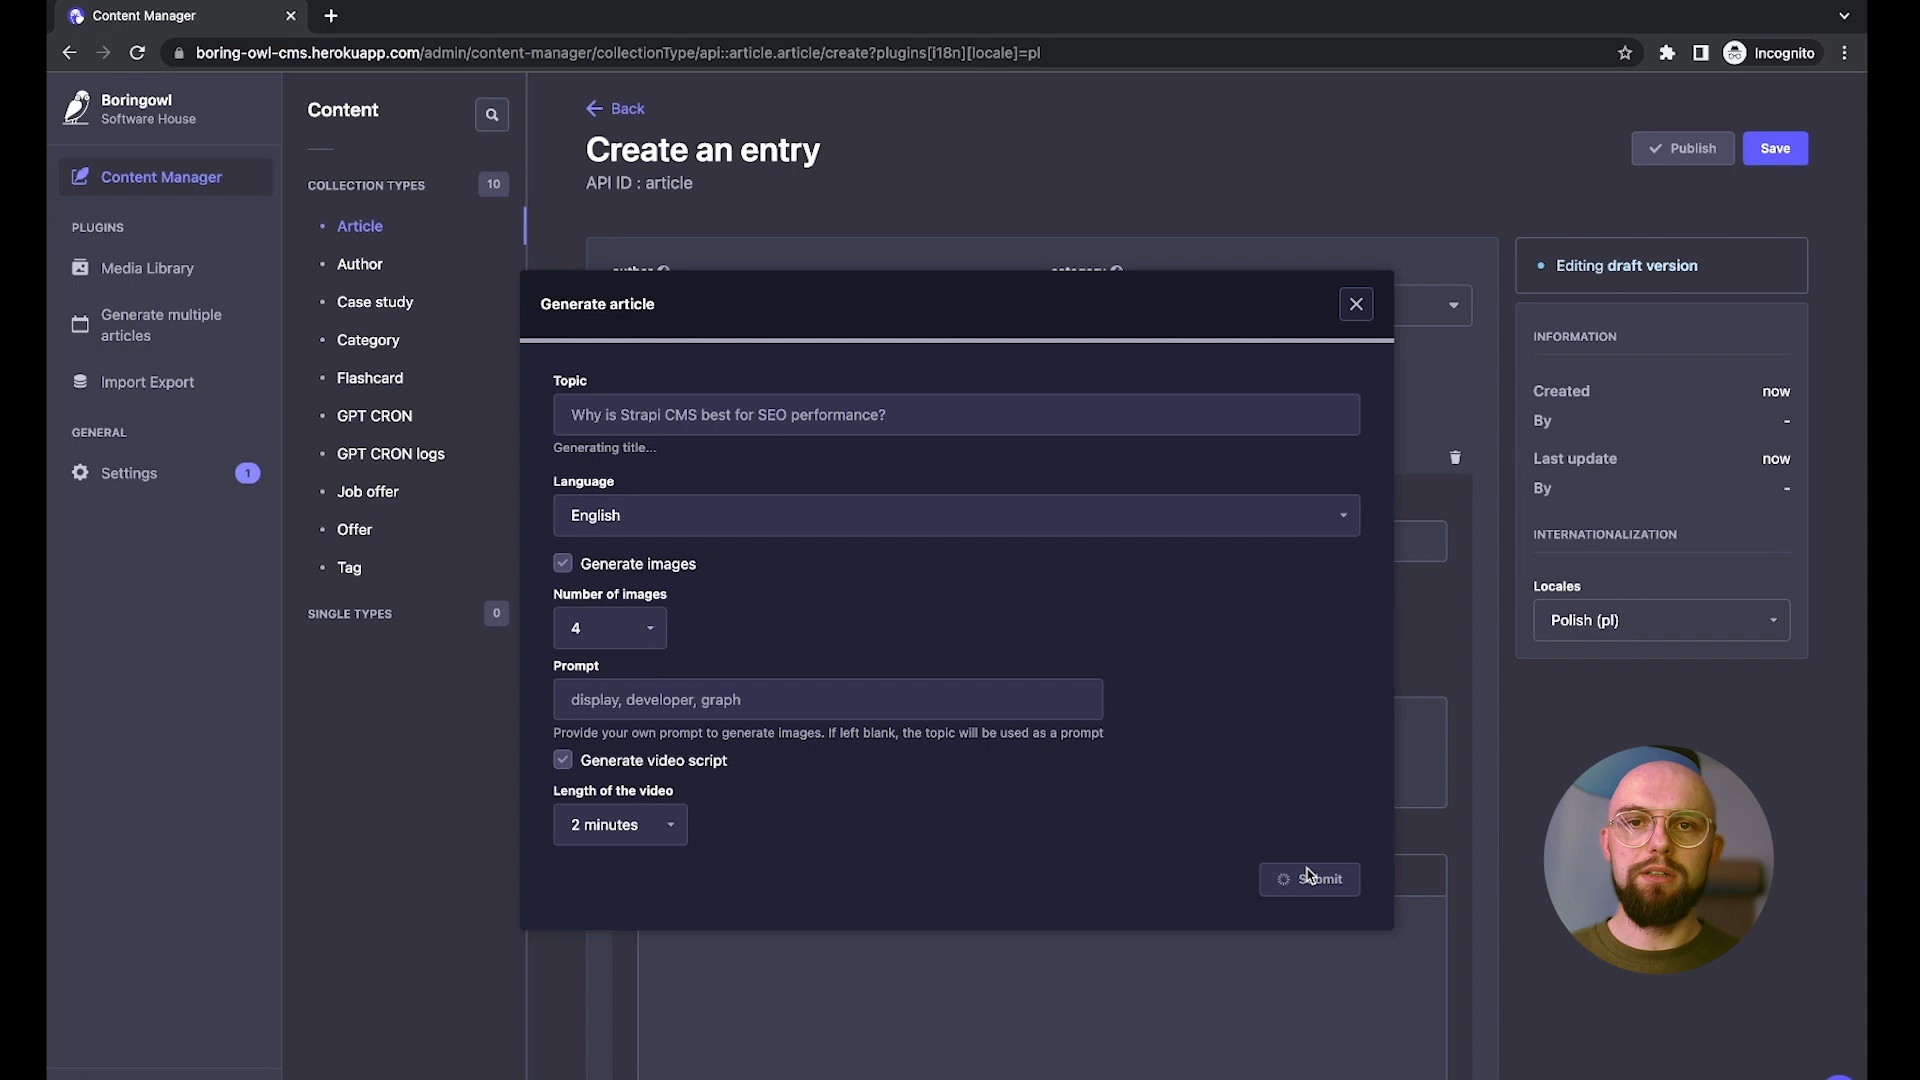 Content Manager
boring-owl-cms.herokuapp.com/admin/content-manager/collectionType/api::article.article/create?plugins[i18n][locale]=pl
Incognito
Boringowl
Software House
Content Manager
PLUGINS
Media Library
Generate multiple
articles
Import Export
GENERAL
Settings
1
Content
COLLECTION TYPES
10
Article
Author
Case study
Category
Flashcard
GPT CRON
GPT CRON logs
Job offer
Offer
Tag
SINGLE TYPES
0
Back
Create an entry
API ID : article
Publish
Save
author
category
Generate article
Topic
Why is Strapi CMS best for SEO performance?
Generating title...
Language
English
Generate images
Number of images
4
Prompt
display, developer, graph
Provide your own prompt to generate images. If left blank, the topic will be used as a prompt
Generate video script
Length of the video
2 minutes
Submit
Editing draft version
INFORMATION
Created
now
By
-
Last update
now
By
-
INTERNATIONALIZATION
Locales
Polish (pl)